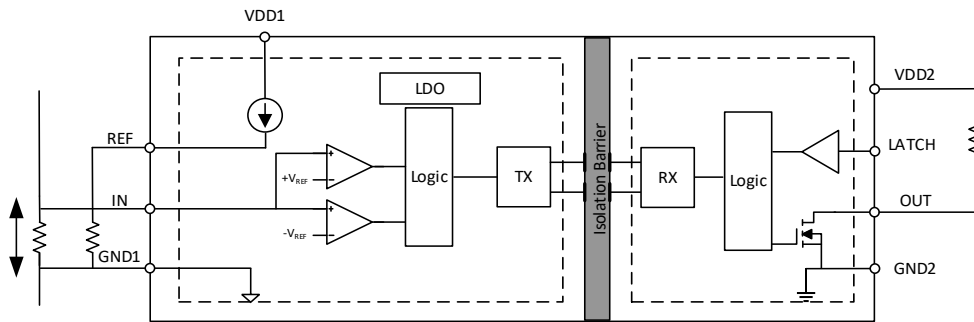 VDD1
LDO
VDD2
REF
LATCH
+VREF
Logic
TX
Isolation Barrier
RX
Logic
IN
OUT
-VREF
GND1
GND2